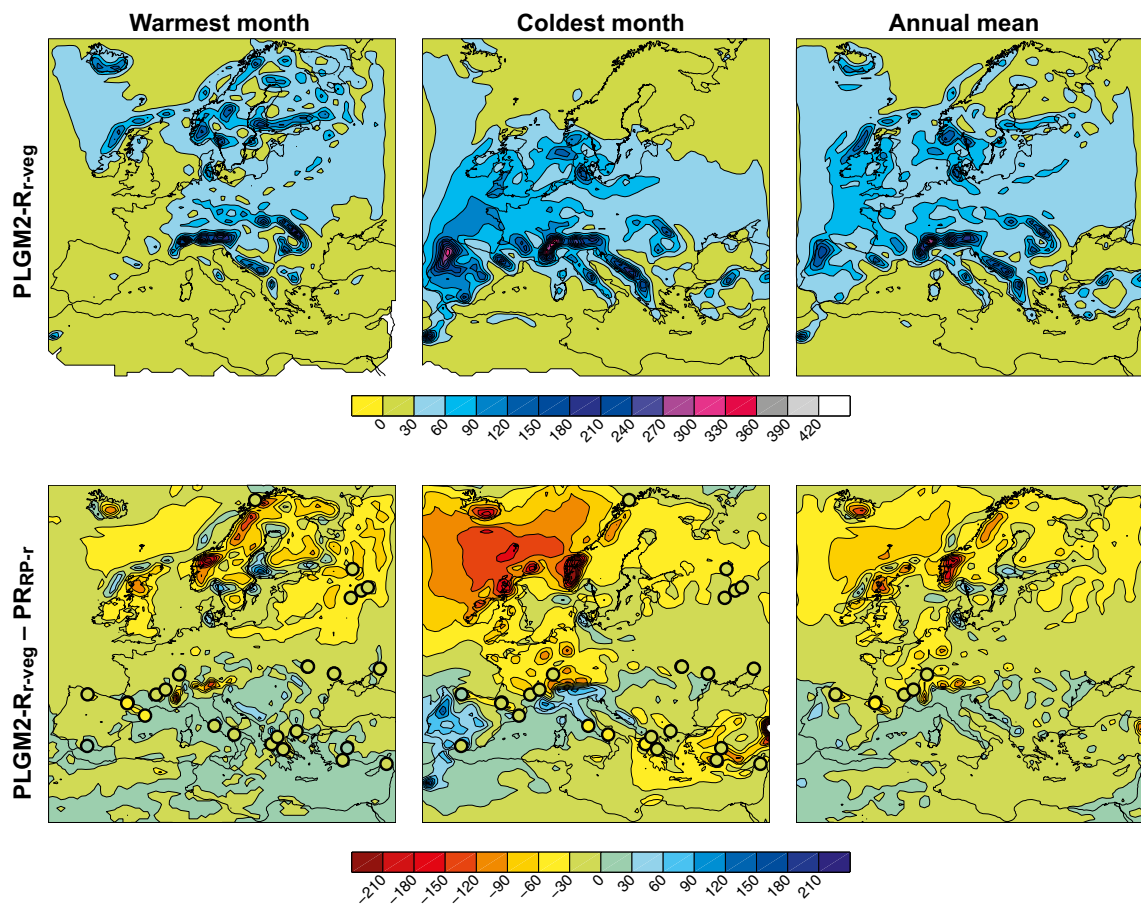 Warmest month
Coldest month
Annual mean
PLGM2-Rr-veg
0 30 60 90 120 150 180 210 240 270 300 330 360 390 420
PLGM2-Rr-veg – PRRP-r
−210 −180 −150 −120 −90 −60 −30 0 30 60 90 120 150 180 210